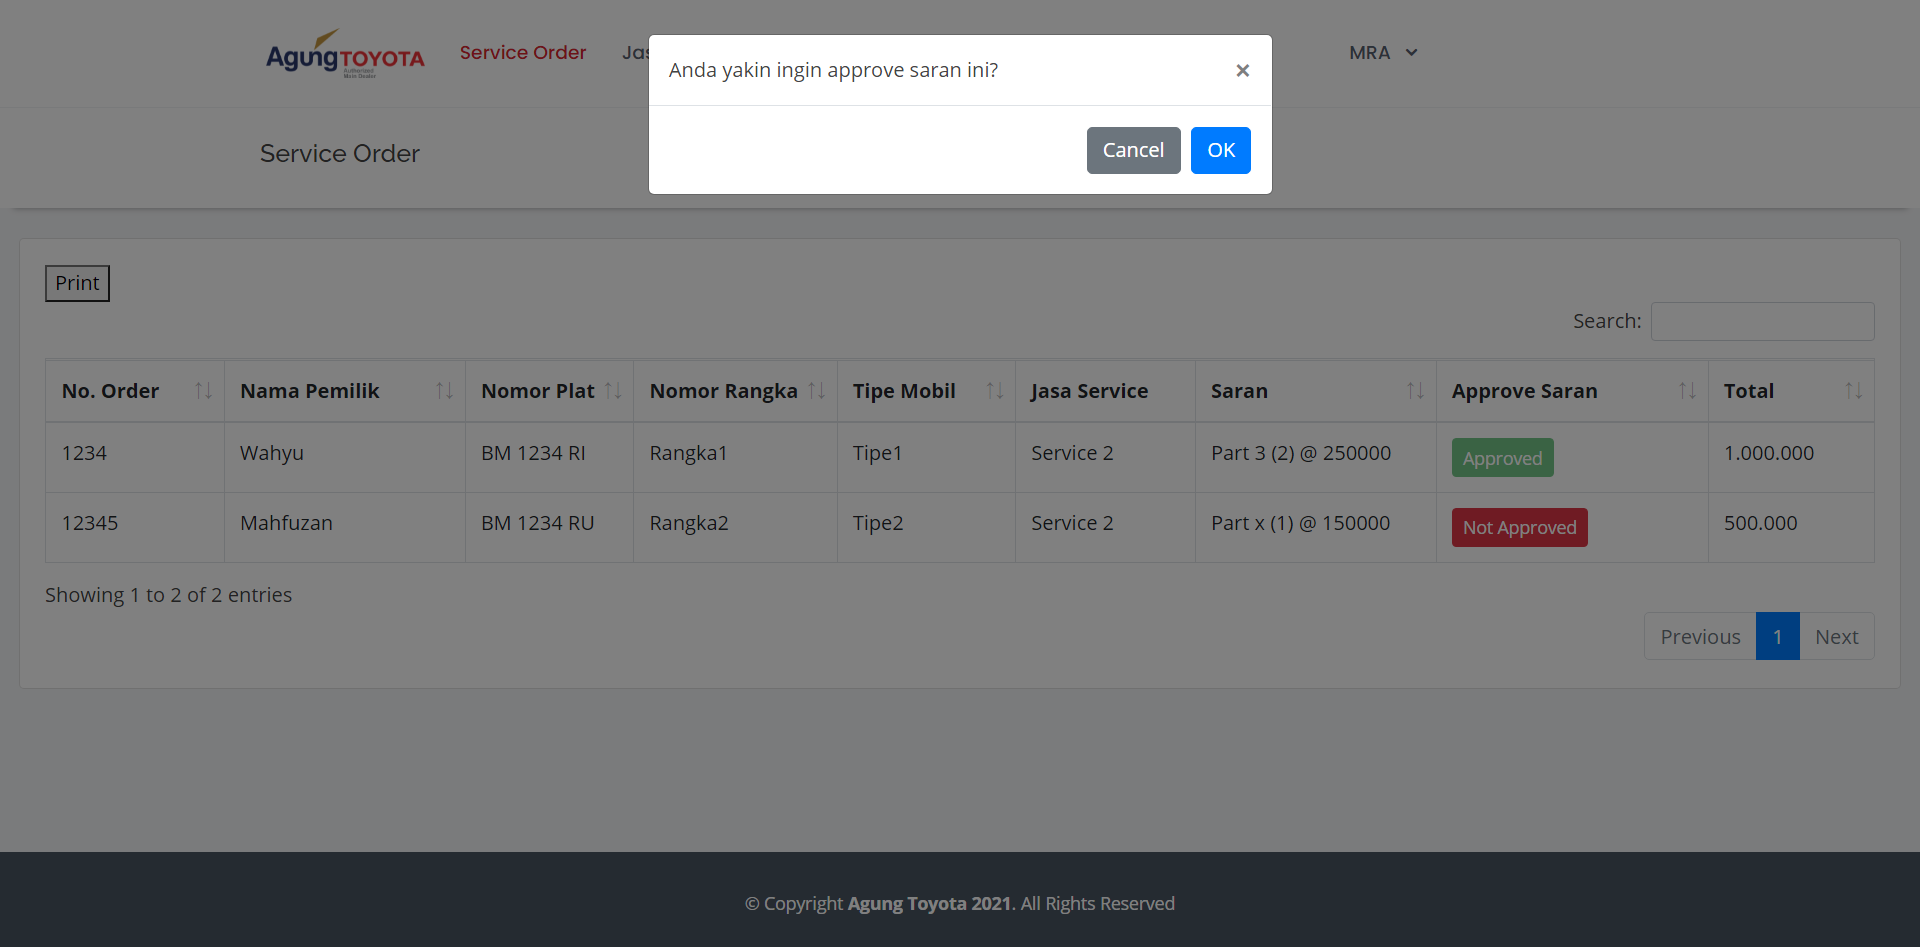 Agung TOYOTA
Authorized
Main Dealer
Service Order
Jas
MRA
Anda yakin ingin approve saran ini?
×
Cancel
OK
Service Order
Print
Search:
No. Order
Nama Pemilik
Nomor Plat
Nomor Rangka
Tipe Mobil
Jasa Service
Saran
Approve Saran
Total
1234
Wahyu
BM 1234 RI
Rangka1
Tipe1
Service 2
Part 3 (2) @ 250000
Approved
1.000.000
12345
Mahfuzan
BM 1234 RU
Rangka2
Tipe2
Service 2
Part x (1) @ 150000
Not Approved
500.000
Showing 1 to 2 of 2 entries
Previous
1
Next
© Copyright Agung Toyota 2021. All Rights Reserved